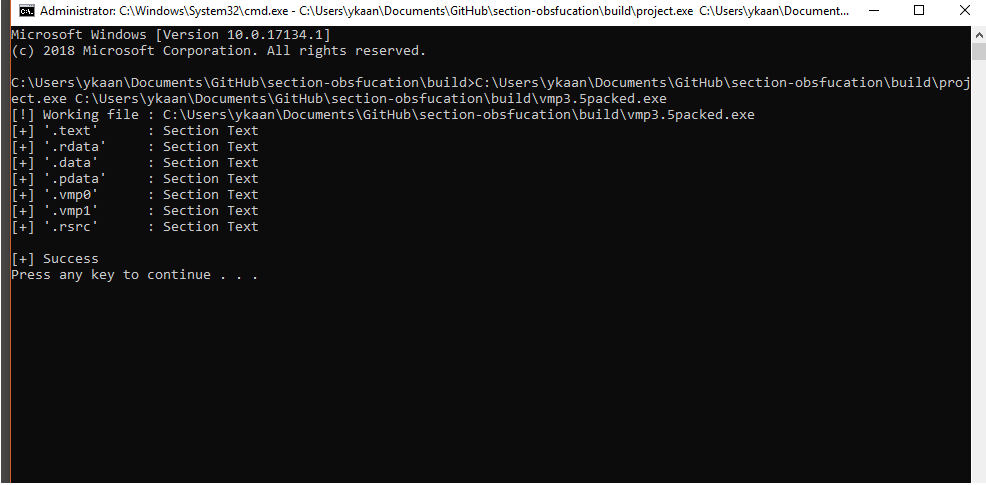 Administrator: C:\Windows\System32\cmd.exe - C:\Users\ykaan\Documents\GitHub\section-obsfucation\build\project.exe C:\Users\ykaan\Document...
Microsoft Windows [Version 10.0.17134.1]
(c) 2018 Microsoft Corporation. All rights reserved.
C:\Users\ykaan\Documents\GitHub\section-obsfucation\build>C:\Users\ykaan\Documents\GitHub\section-obsfucation\build\proj
ect.exe C:\Users\ykaan\Documents\GitHub\section-obsfucation\build\vmp3.5packed.exe
[!] Working file : C:\Users\ykaan\Documents\GitHub\section-obsfucation\build\vmp3.5packed.exe
[+] '.text'      : Section Text
[+] '.rdata'     : Section Text
[+] '.data'      : Section Text
[+] '.pdata'     : Section Text
[+] '.vmp0'      : Section Text
[+] '.vmp1'      : Section Text
[+] '.rsrc'      : Section Text
[+] Success
Press any key to continue . . .